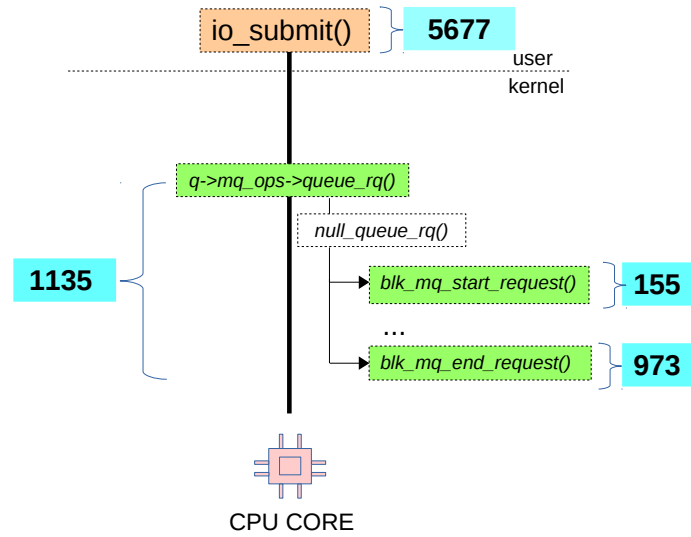 io_submit()
5677
user
kernel
q->mq_ops->queue_rq()
null_queue_rq()
1135
blk_mq_start_request()
155
...
blk_mq_end_request()
973
CPU CORE